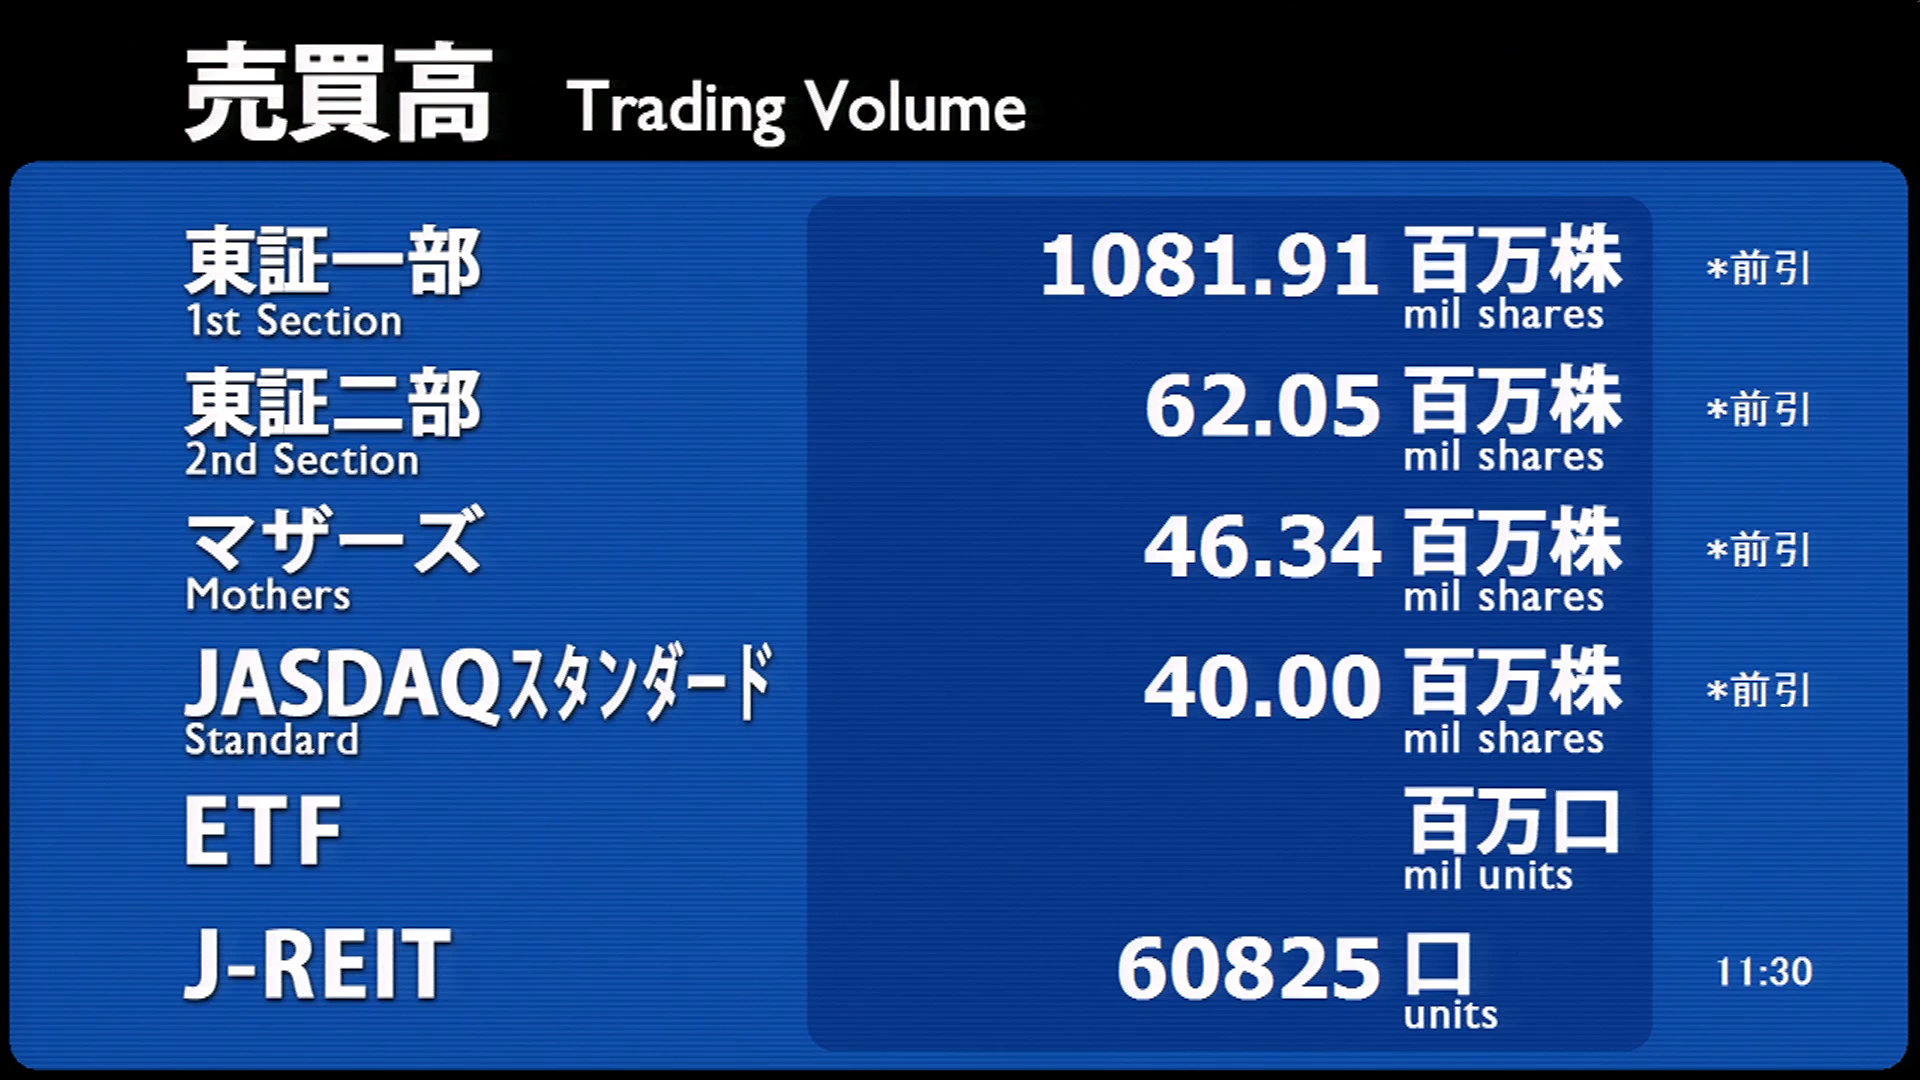 売買高 Trading Volume
東証一部 1081.91 百万株 *前引
1st Section mil shares
東証二部 62.05 百万株 *前引
2nd Section mil shares
マザーズ 46.34 百万株 *前引
Mothers mil shares
JASDAQスタンダード 40.00 百万株 *前引
Standard mil shares
ETF 百万口
mil units
J-REIT 60825 口 11:30
units